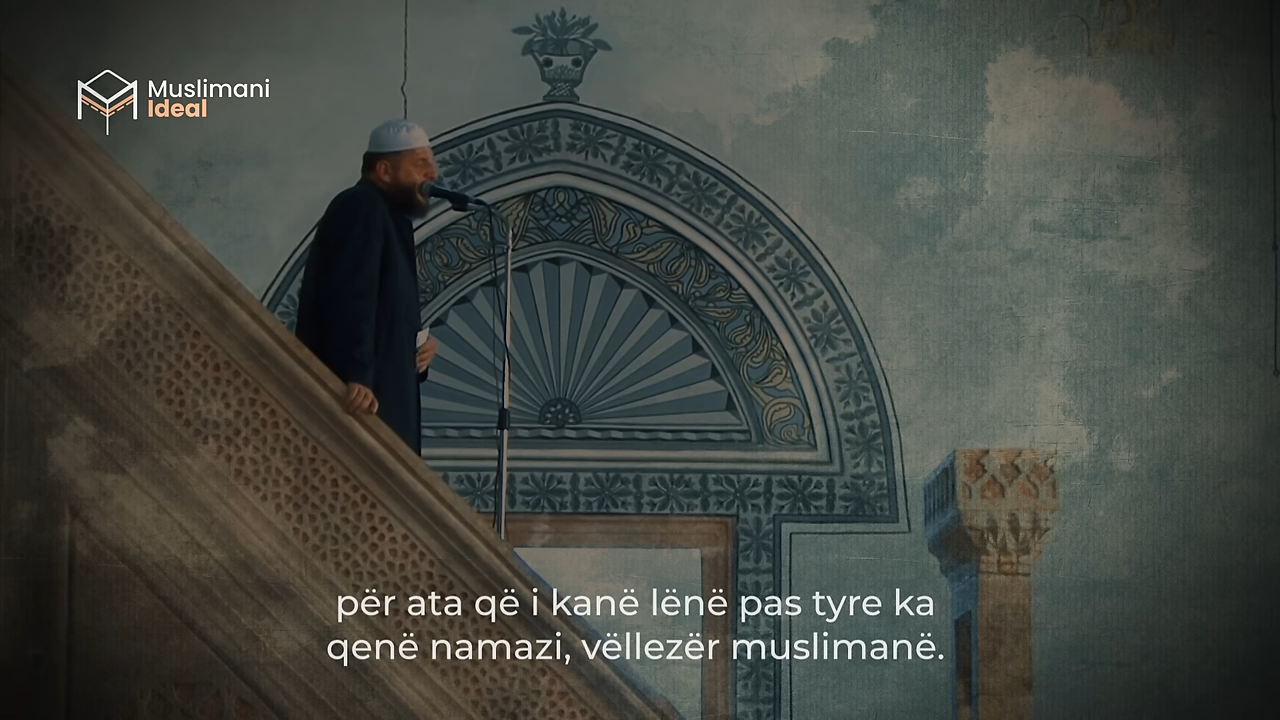 Muslimani
Ideal
për ata që i kanë lënë pas tyre ka
qenë namazi, vëllezër muslimanë.